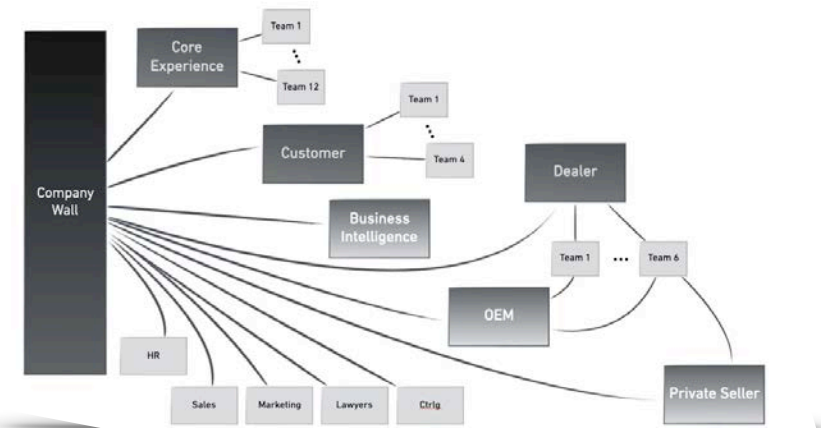 Team 1
Core
Experience
Team 12
Team 1
Customer
Team 4
Dealer
Company
Wall
Business
Intelligence
Team 1
Team 6
OEM
HR
Private Seller
Sales
Marketing
Lawyers
Ctrlg